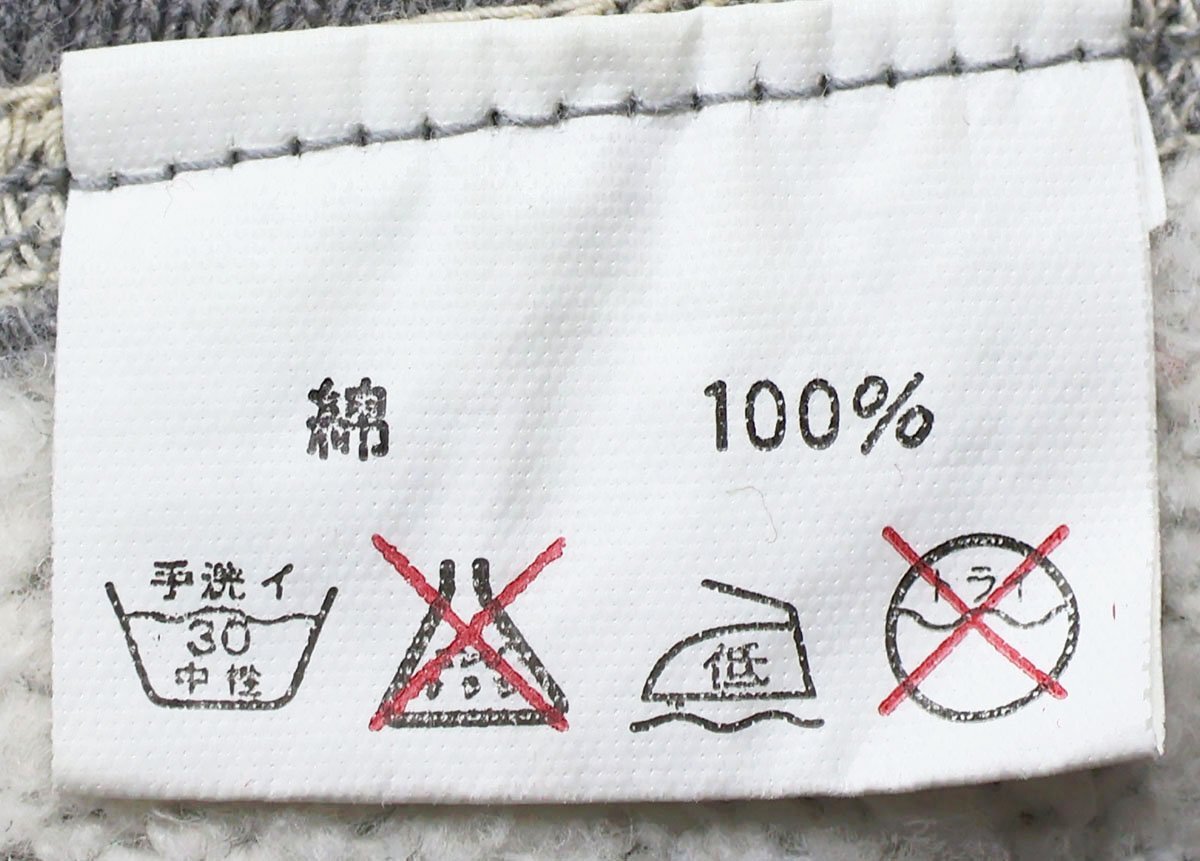 綿 100%
手洗イ
30
中性
低
ドライ